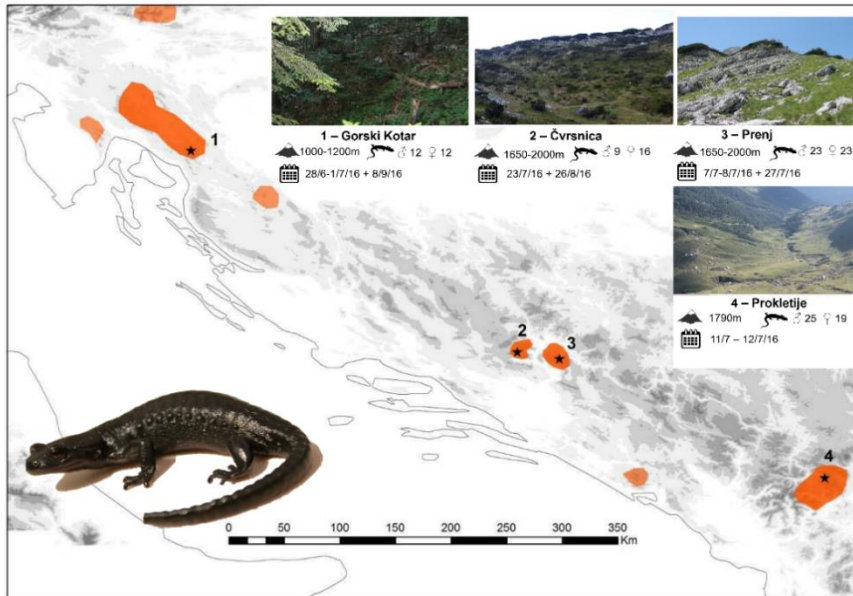 1 – Gorski Kotar
1000-1200m ♂ 12 ♀ 12
28/6-1/7/16 + 8/9/16
2 – Čvrsnica
1650-2000m ♂ 9 ♀ 16
23/7/16 + 26/8/16
3 – Prenj
1650-2000m ♂ 23 ♀ 23
7/7-8/7/16 + 27/7/16
4 – Prokletije
1790m ♂ 25 ♀ 19
11/7 – 12/7/16
1
2
3
4
0 50 100 150 200 250 300 350
Km